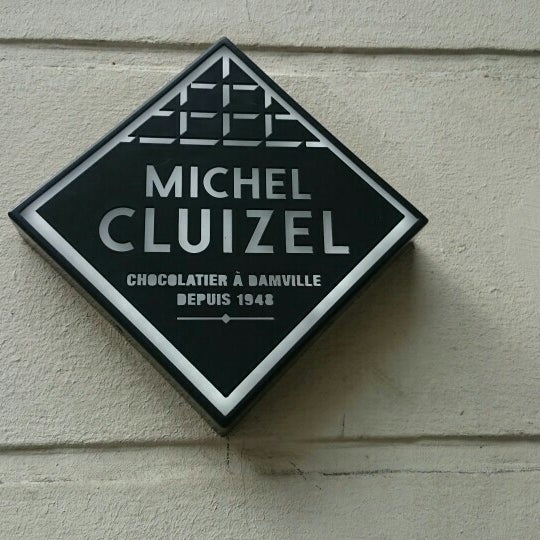 MICHEL
CLUIZEL
CHOCOLATIER À DAMVILLE
DEPUIS 1948